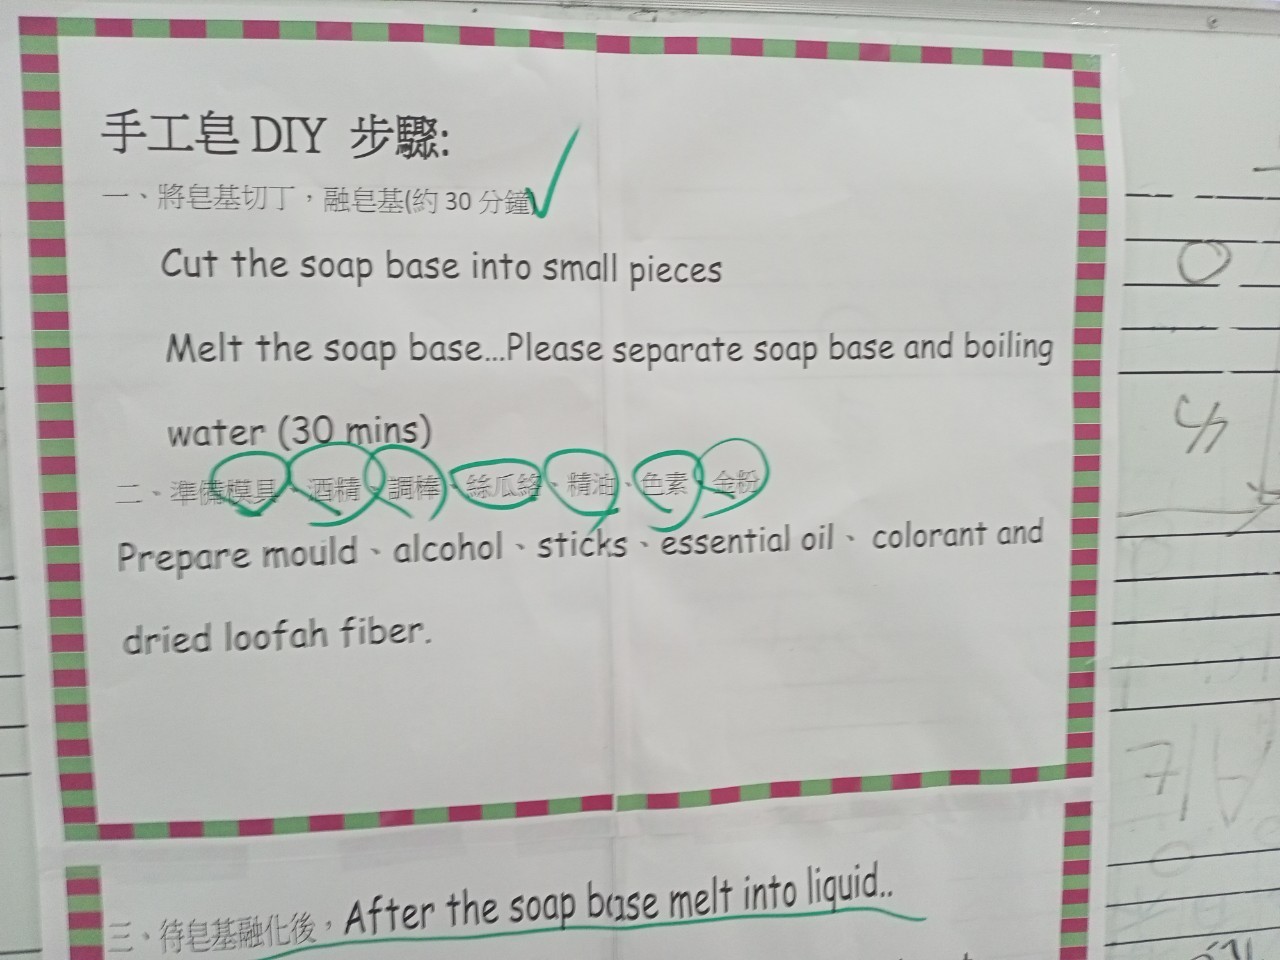 手工皂 DIY 步驟:
一、將皂基切丁，融皂基(約 30 分鐘)
Cut the soap base into small pieces
Melt the soap base...Please separate soap base and boiling
water (30 mins)
二、準備模具、酒精、調棒、絲瓜絡、精油、色素、金粉
Prepare mould、alcohol、sticks、essential oil、colorant and
dried loofah fiber.
三、待皂基融化後，After the soap base melt into liquid..